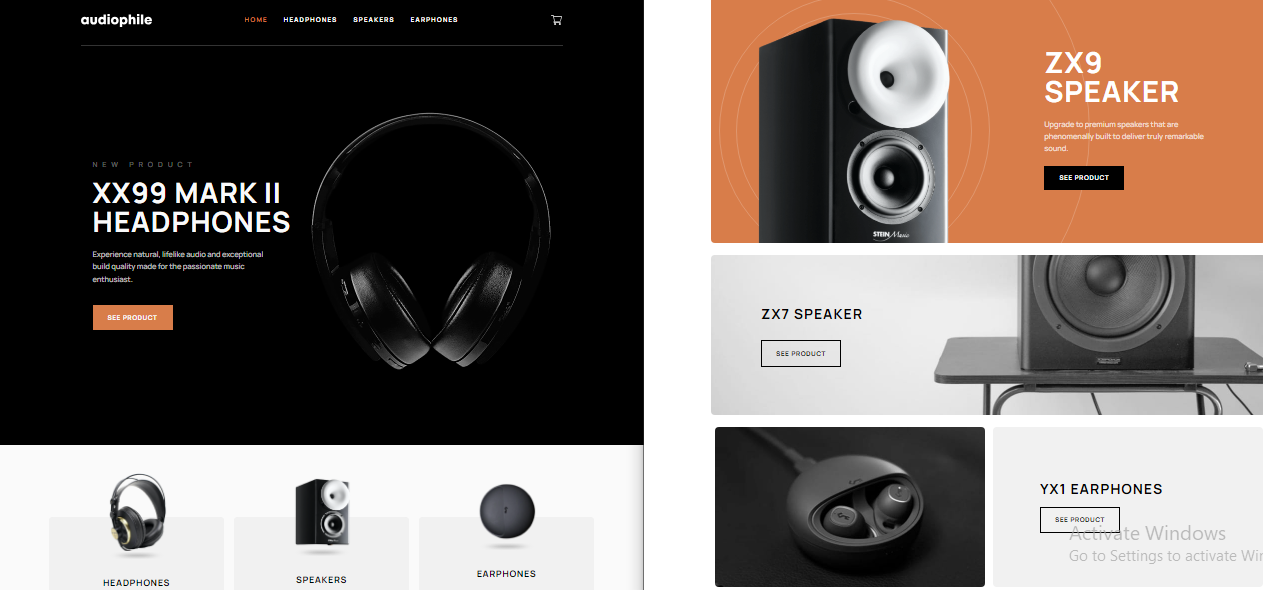 audiophile
HOME HEADPHONES SPEAKERS EARPHONES
NEW PRODUCT
XX99 MARK II
HEADPHONES
Experience natural, lifelike audio and exceptional
build quality made for the passionate music
enthusiast.
SEE PRODUCT
HEADPHONES
SPEAKERS
EARPHONES
ZX9
SPEAKER
Upgrade to premium speakers that are
phenomenally built to deliver truly remarkable
sound.
SEE PRODUCT
STEIN Music
ZX7 SPEAKER
SEE PRODUCT
YX1 EARPHONES
SEE PRODUCT
Activate Windows
Go to Settings to activate Wi